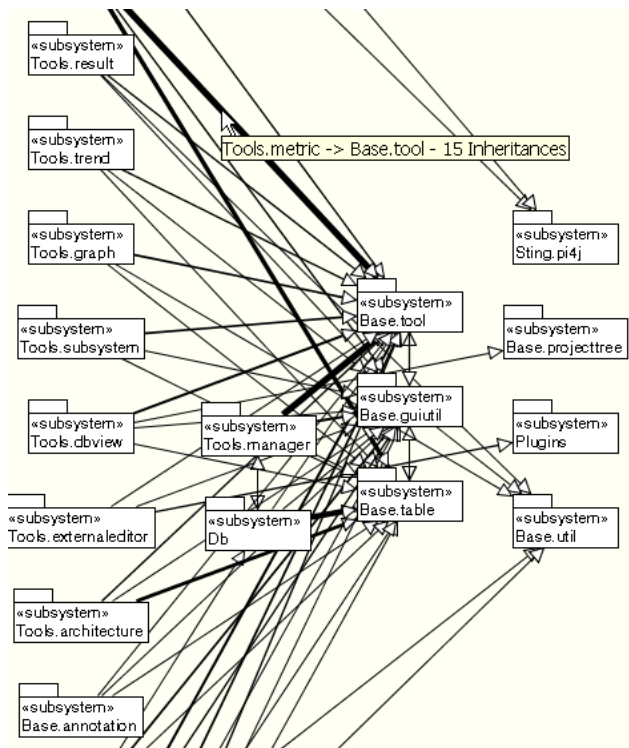 «subsystem»
Tools.result
Tools.metric -> Base.tool - 15 Inheritances
«subsystem»
Tools.trend
«subsystem»
Tools.graph
«subsystem»
Sting.pi4j
«subsystem»
Base.tool
«subsystem»
Tools.subsystem
«subsystem»
Base.projecttree
«subsystem»
Base.guiutil
«subsystem»
Tools.dbview
«subsystem»
Tools.manager
«subsystem»
Plugins
«subsystem»
Base.table
«subsystem»
Tools.externaleditor
«subsystem»
Db
«subsystem»
Base.util
«subsystem»
Tools.architecture
«subsystem»
Base.annotation